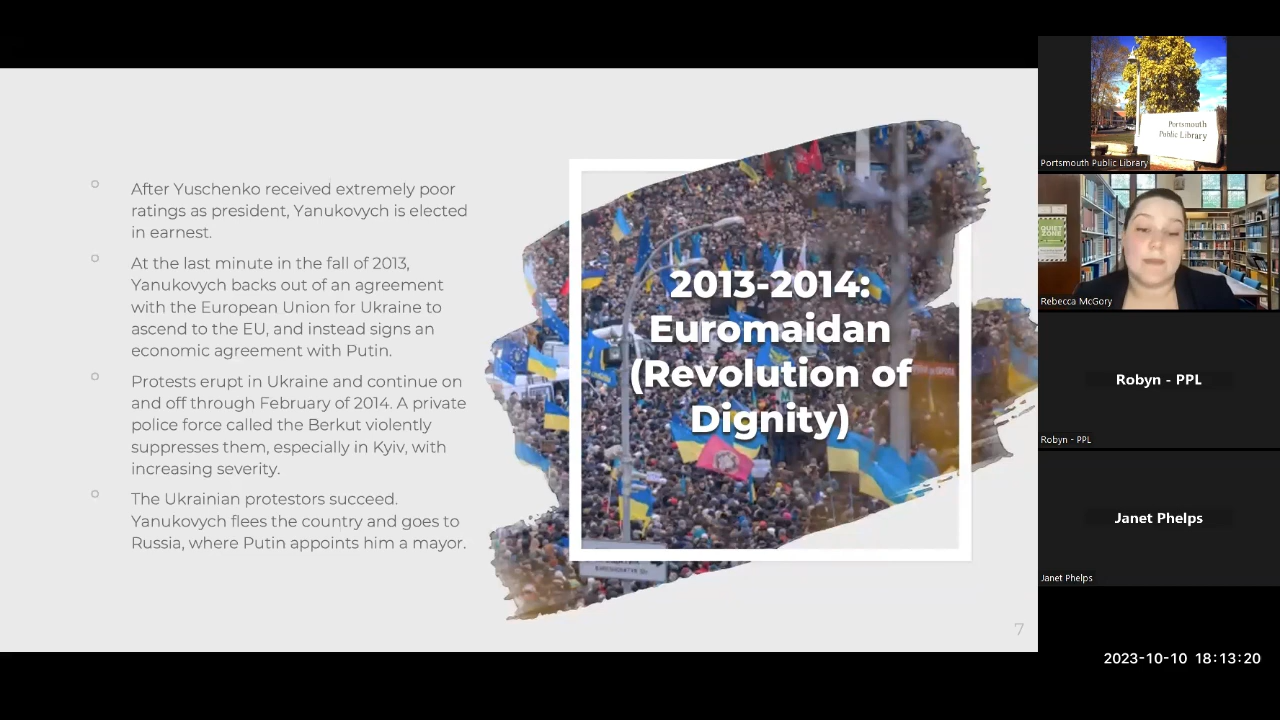 After Yuschenko received extremely poor
ratings as president, Yanukovych is elected
in earnest.
At the last minute in the fall of 2013,
Yanukovych backs out of an agreement
with the European Union for Ukraine to
ascend to the EU, and instead signs an
economic agreement with Putin.
Protests erupt in Ukraine and continue on
and off through February of 2014. A private
police force called the Berkut violently
suppresses them, especially in Kyiv, with
increasing severity.
The Ukrainian protestors succeed.
Yanukovych flees the country and goes to
Russia, where Putin appoints him a mayor.
2013-2014:
Euromaidan
(Revolution of
Dignity)
7
Portsmouth
Public Library
Portsmouth Public Library
QUIET
ZONE
Rebecca McGory
Robyn - PPL
Robyn - PPL
Janet Phelps
Janet Phelps
2023-10-10 18:13:20